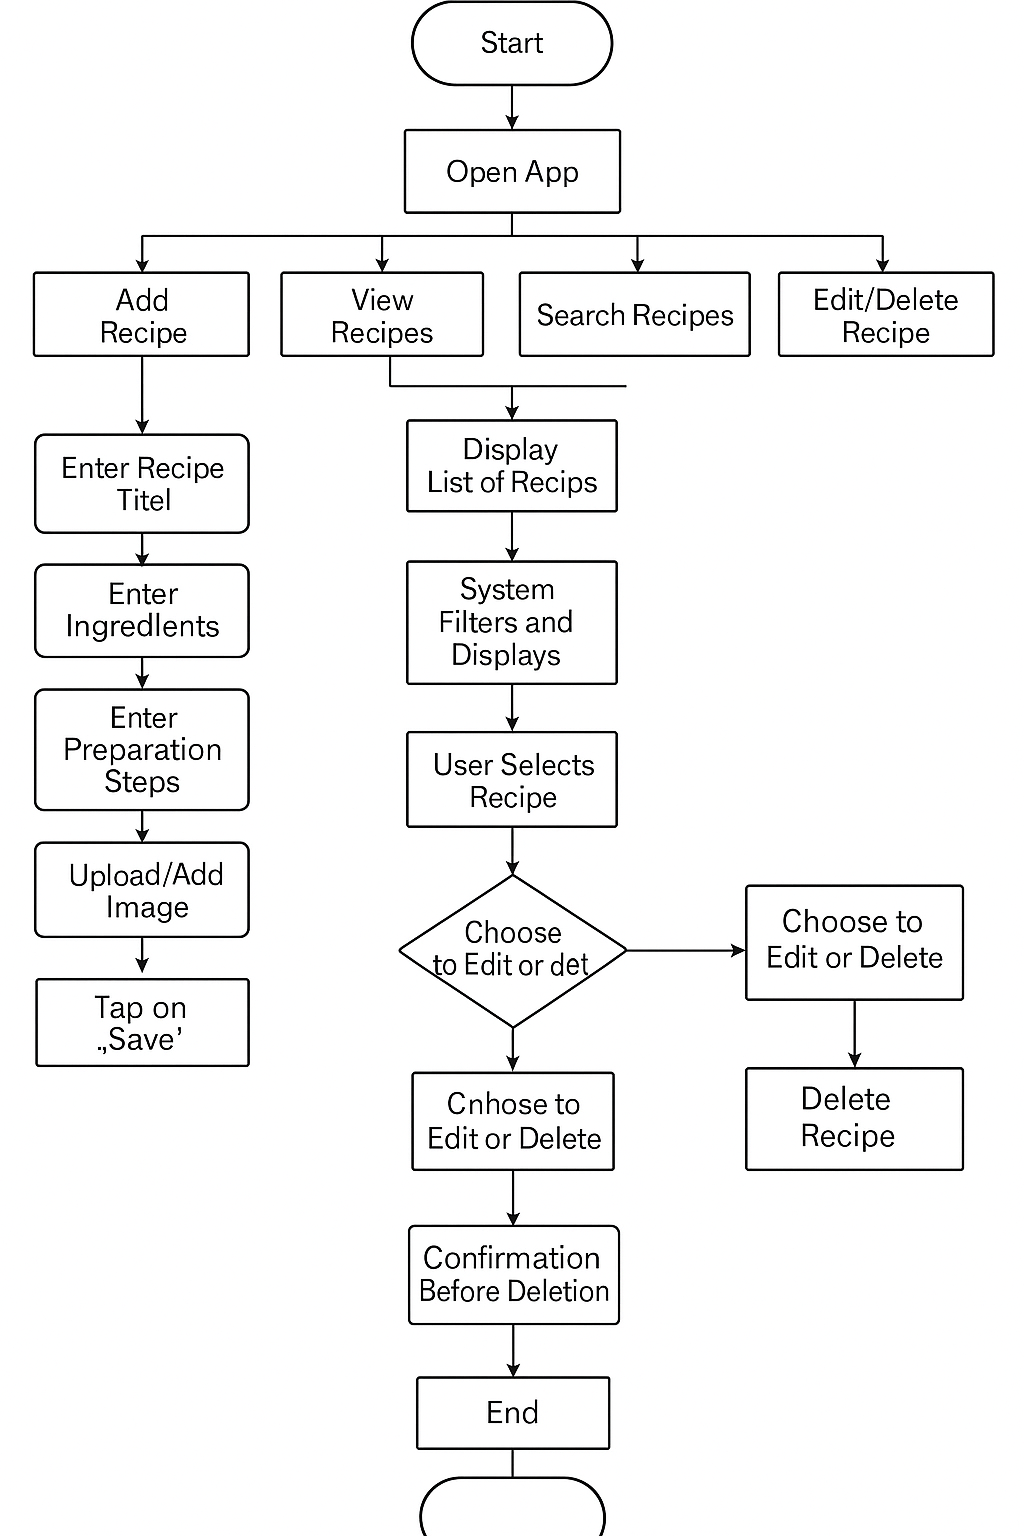 Start
Open App
Add
Recipe
View
Recipes
Search Recipes
Edit/Delete
Recipe
Enter Recipe
Titel
Enter
Ingredlents
Enter
Preparation
Steps
Upload/Add
Image
Tap on
„Save’
Display
List of Recips
System
Filters and
Displays
User Selects
Recipe
Choose
to Edit or det
Choose to
Edit or Delete
Delete
Recipe
Cnhose to
Edit or Delete
Confirmation
Before Deletion
End